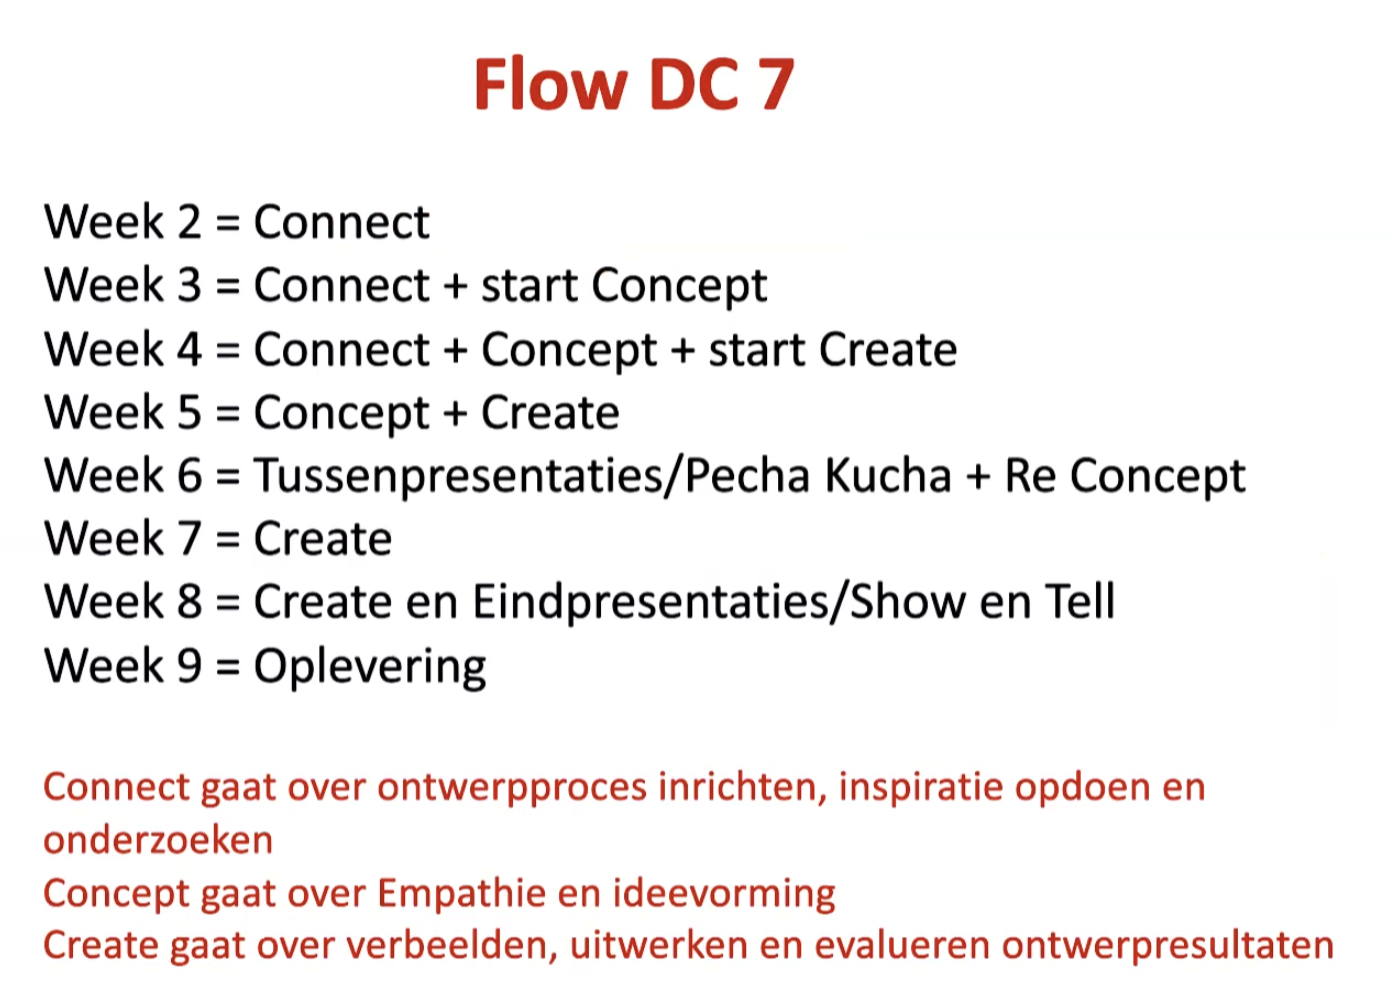 Flow DC 7
Week 2 = Connect
Week 3 = Connect + start Concept
Week 4 = Connect + Concept + start Create
Week 5 = Concept + Create
Week 6 = Tussenpresentaties/Pecha Kucha + Re Concept
Week 7 = Create
Week 8 = Create en Eindpresentaties/Show en Tell
Week 9 = Oplevering
Connect gaat over ontwerpproces inrichten, inspiratie opdoen en
onderzoeken
Concept gaat over Empathie en ideevorming
Create gaat over verbeelden, uitwerken en evalueren ontwerpresultaten